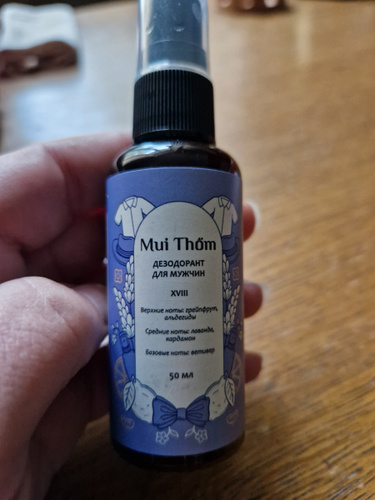 Mui Thơm
ДЕЗОДОРАНТ
ДЛЯ МУЖЧИН
XVIII
Верхние ноты: грейпфрут,
альдегиды
Средние ноты: лаванда,
кардамон
Базовые ноты: ветивер
50 мл